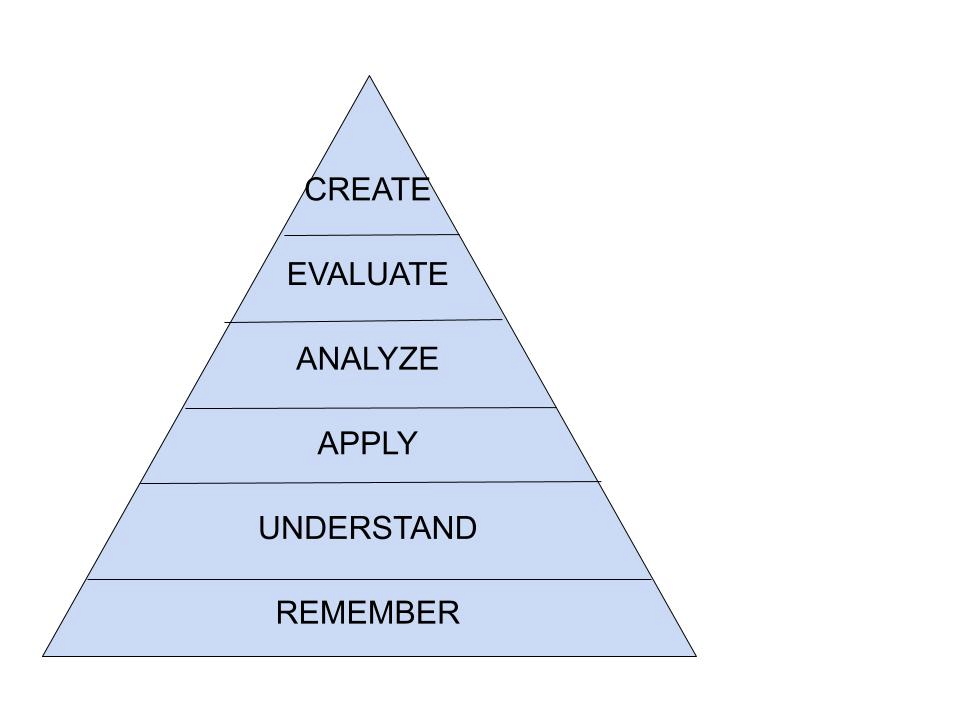 CREATE
EVALUATE
ANALYZE
APPLY
UNDERSTAND
REMEMBER